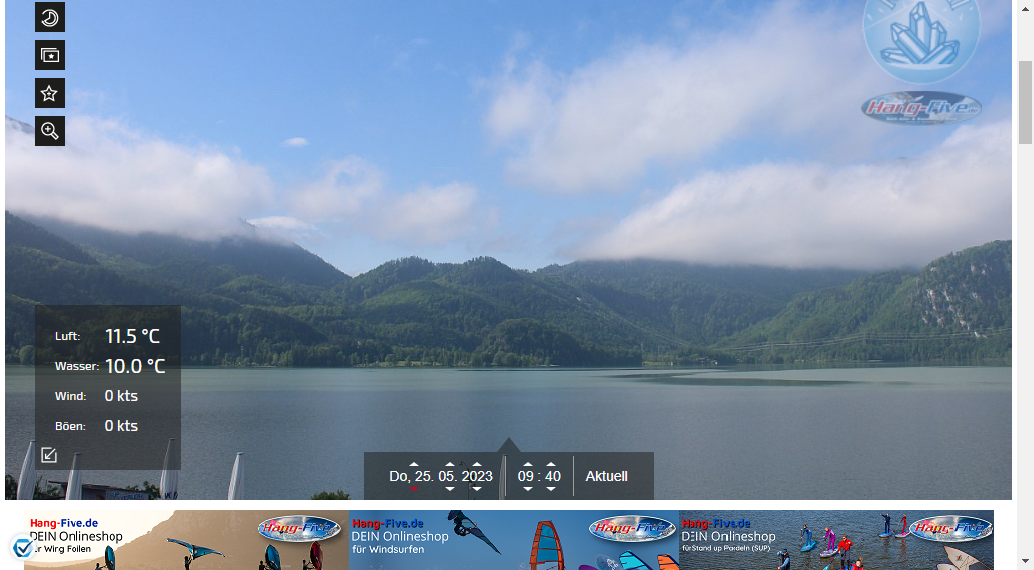 Hang-Five.de
Luft: 11.5 °C
Wasser: 10.0 °C
Wind: 0 kts
Böen: 0 kts
Do, 25. 05. 2023 09 : 40 Aktuell
Hang-Five.de
DEIN Onlineshop
für Wing Foilen
Hang-Five
Hang-Five.de
DEIN Onlineshop
für Windsurfen
Hang-Five
Hang-Five.de
DEIN Onlineshop
für Stand up Paddeln (SUP)
Hang-Five